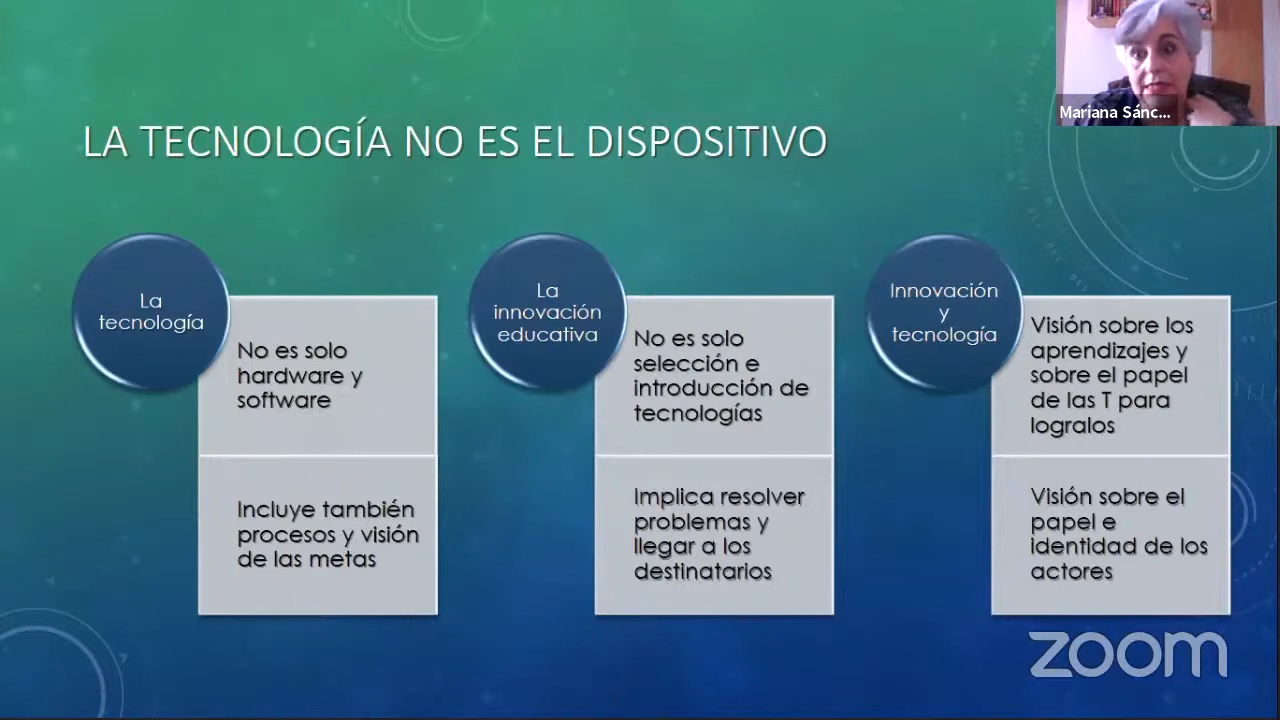 Mariana Sánc...
LA TECNOLOGÍA NO ES EL DISPOSITIVO
La
tecnología
No es solo
hardware y
software
Incluye también
procesos y visión
de las metas
La
innovación
educativa
No es solo
selección e
introducción de
tecnologías
Implica resolver
problemas y
llegar a los
destinatarios
Innovación
y
tecnología
Visión sobre los
aprendizajes y
sobre el papel
de las T para
logralos
Visión sobre el
papel e
identidad de los
actores
zoom